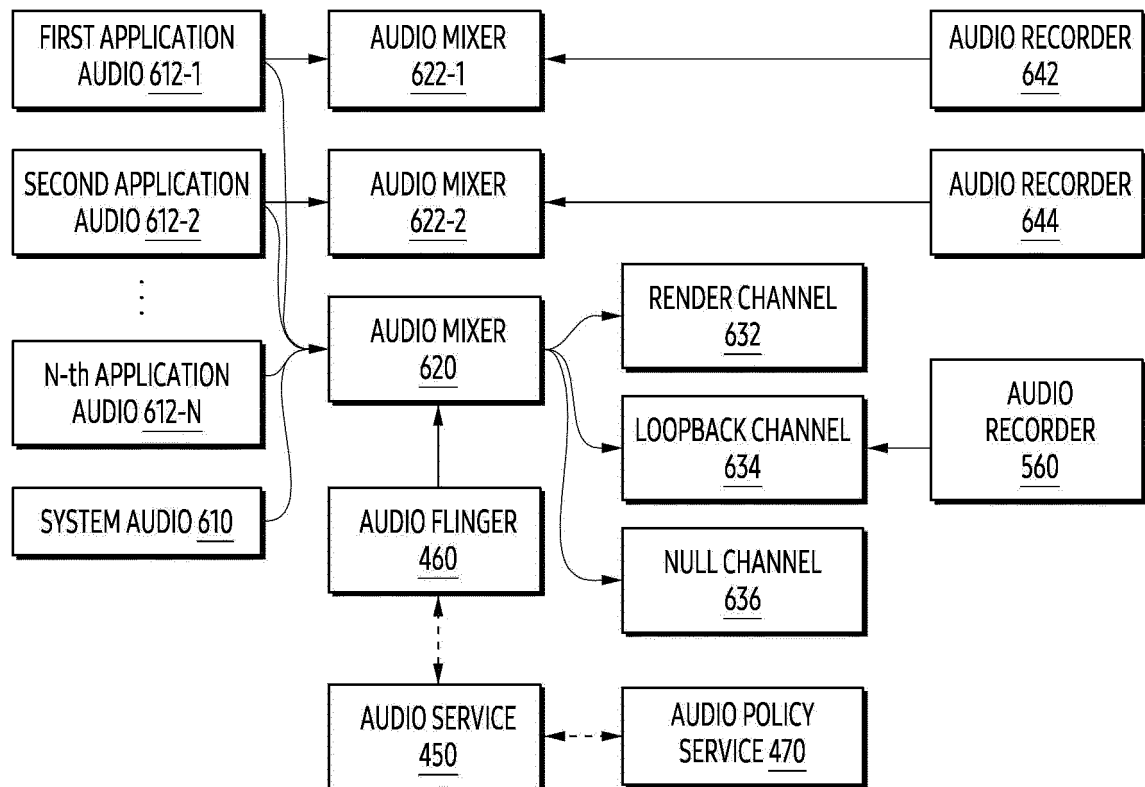 FIRST APPLICATION
AUDIO 612-1
AUDIO MIXER
622-1
AUDIO RECORDER
642
SECOND APPLICATION
AUDIO 612-2
AUDIO MIXER
622-2
AUDIO RECORDER
644
N-th APPLICATION
AUDIO 612-N
SYSTEM AUDIO 610
AUDIO MIXER
620
AUDIO FLINGER
460
AUDIO SERVICE
450
RENDER CHANNEL
632
LOOPBACK CHANNEL
634
NULL CHANNEL
636
AUDIO POLICY
SERVICE 470
AUDIO
RECORDER
560